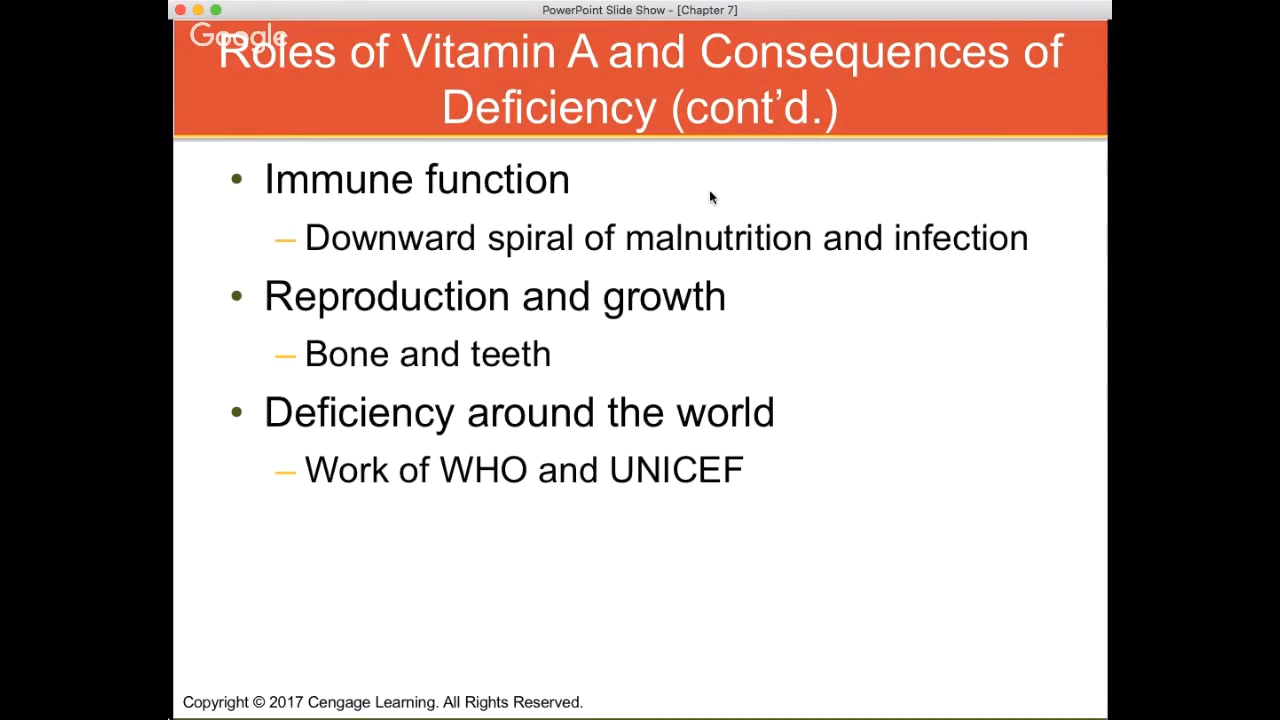 PowerPoint Slide Show - [Chapter 7]
Google
Roles of Vitamin A and Consequences of
Deficiency (cont’d.)
• Immune function
– Downward spiral of malnutrition and infection
• Reproduction and growth
– Bone and teeth
• Deficiency around the world
– Work of WHO and UNICEF
Copyright © 2017 Cengage Learning. All Rights Reserved.